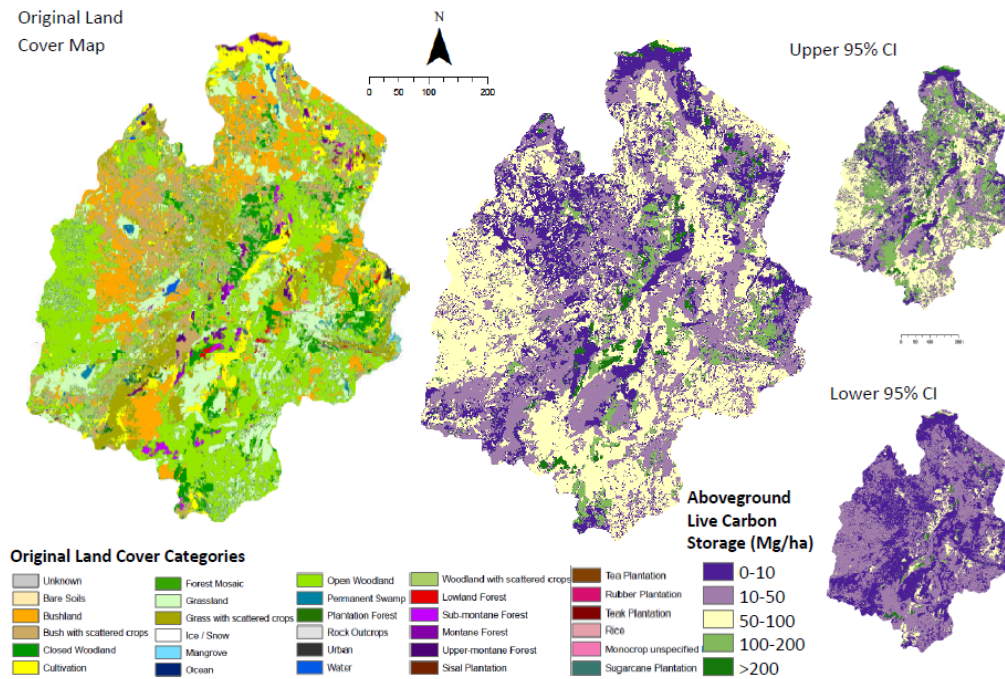 Original Land
Cover Map
N
0 50 100 200
Upper 95% CI
0 50 100 200
Lower 95% CI
Aboveground
Live Carbon
Storage (Mg/ha)
0-10
10-50
50-100
100-200
>200
Original Land Cover Categories
Unknown
Bare Soils
Bushland
Bush with scattered crops
Closed Woodland
Cultivation
Forest Mosaic
Grassland
Grass with scattered crops
Ice / Snow
Mangrove
Ocean
Open Woodland
Permanent Swamp
Plantation Forest
Rock Outcrops
Urban
Water
Woodland with scattered crops
Lowland Forest
Sub-montane Forest
Montane Forest
Upper-montane Forest
Sisal Plantation
Tea Plantation
Rubber Plantation
Teak Plantation
Rice
Monocrop unspecified
Sugarcane Plantation